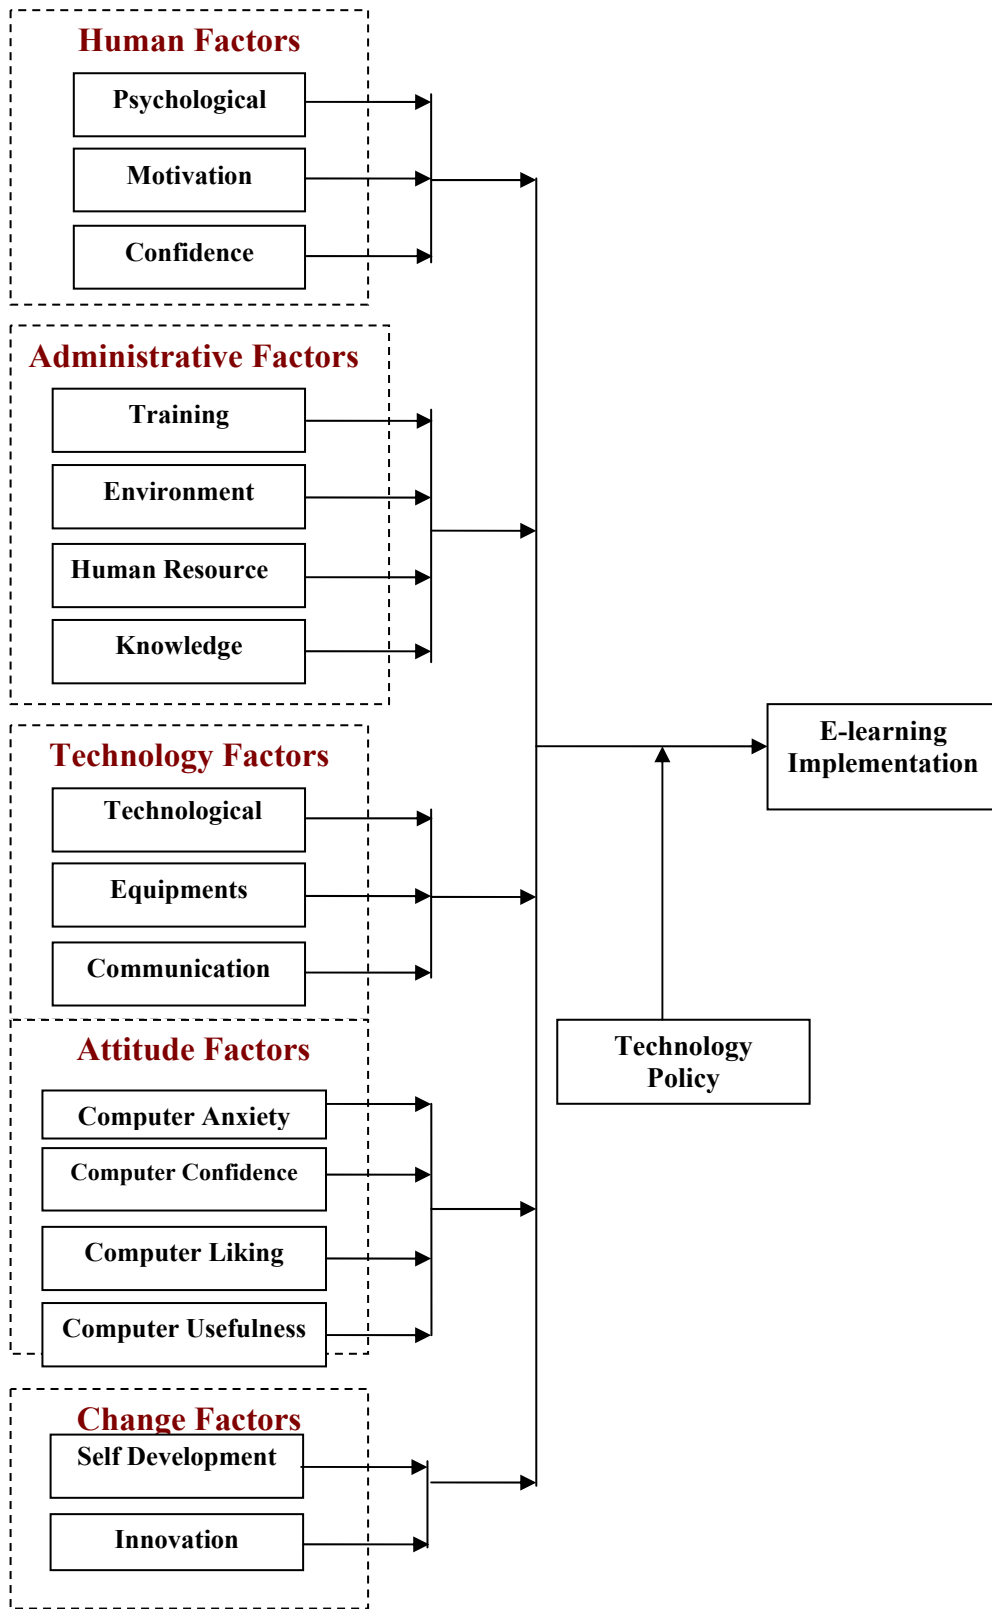 Human Factors
Psychological
Motivation
Confidence
Administrative Factors
Training
Environment
Human Resource
Knowledge
Technology Factors
Technological
Equipments
Communication
Attitude Factors
Computer Anxiety
Computer Confidence
Computer Liking
Computer Usefulness
Change Factors
Self Development
Innovation
E-learning
Implementation
Technology
Policy